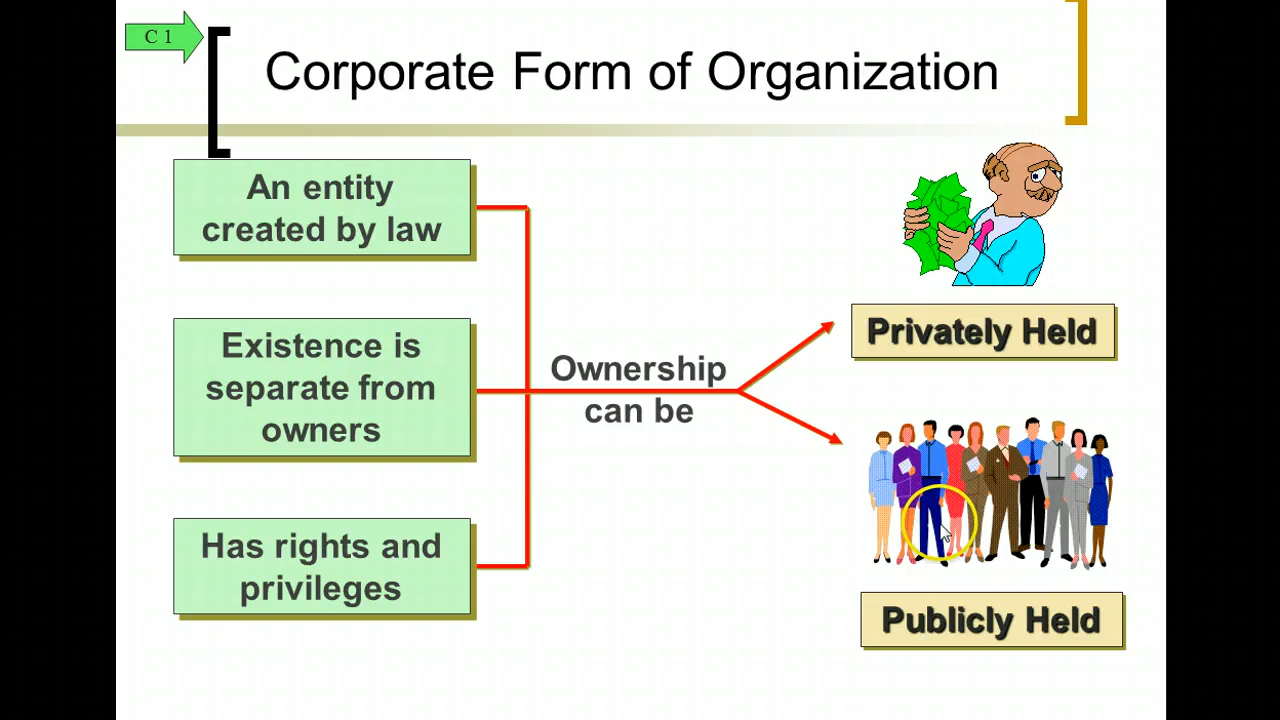 C 1
Corporate Form of Organization
An entity
created by law
Existence is
separate from
owners
Has rights and
privileges
Ownership
can be
Privately Held
Publicly Held